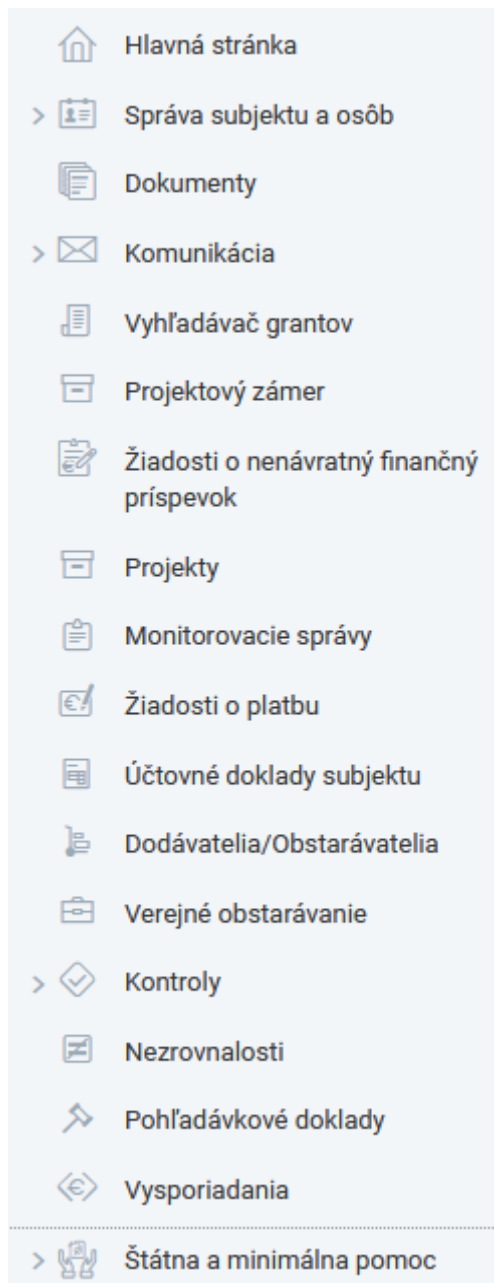 Hlavná stránka
Správa subjektu a osôb
Dokumenty
Komunikácia
Vyhľadávač grantov
Projektový zámer
Žiadosti o nenávratný finančný
príspevok
Projekty
Monitorovacie správy
Žiadosti o platbu
Účtovné doklady subjektu
Dodávatelia/Obstarávatelia
Verejné obstarávanie
Kontroly
Nezrovnalosti
Pohľadávkové doklady
Vysporiadania
Štátna a minimálna pomoc